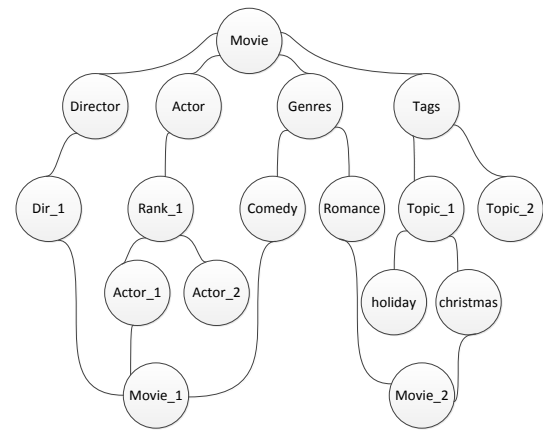 Movie
Director
Actor
Genres
Tags
Dir_1
Rank_1
Comedy
Romance
Topic_1
Topic_2
Actor_1
Actor_2
holiday
christmas
Movie_1
Movie_2